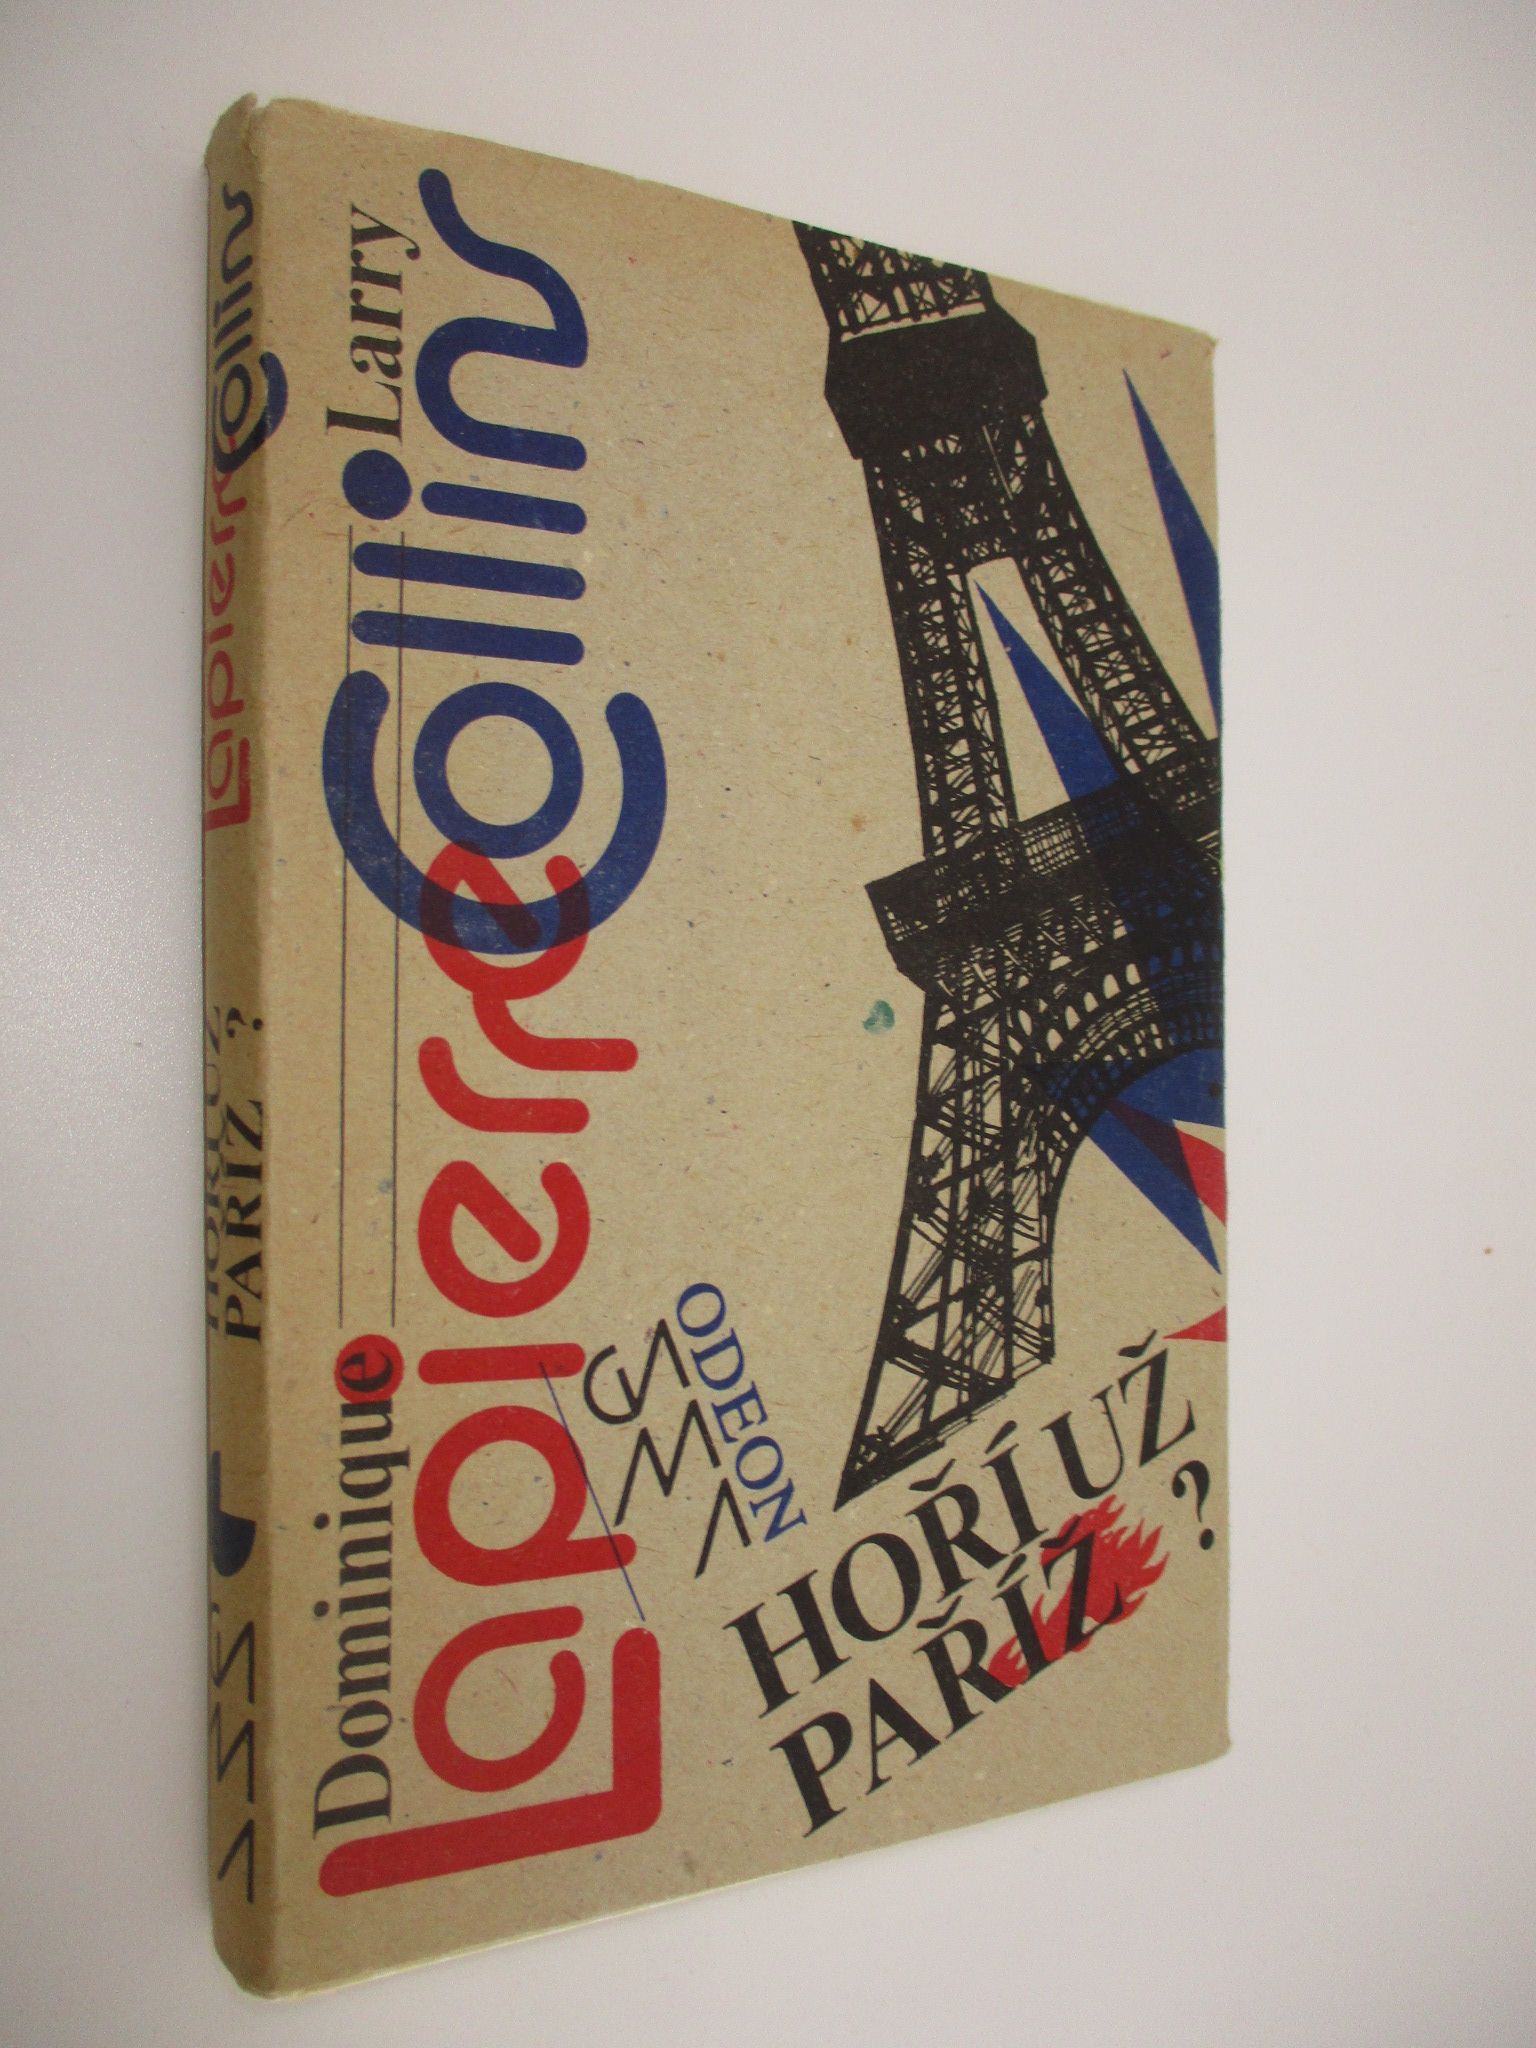 Dominique Larry
Lapierre Collins
GAMA
ODEON
HOŘÍ UŽ
PAŘÍŽ
?
Lapierre Collins
HOŘÍ UŽ
PAŘÍŽ ?